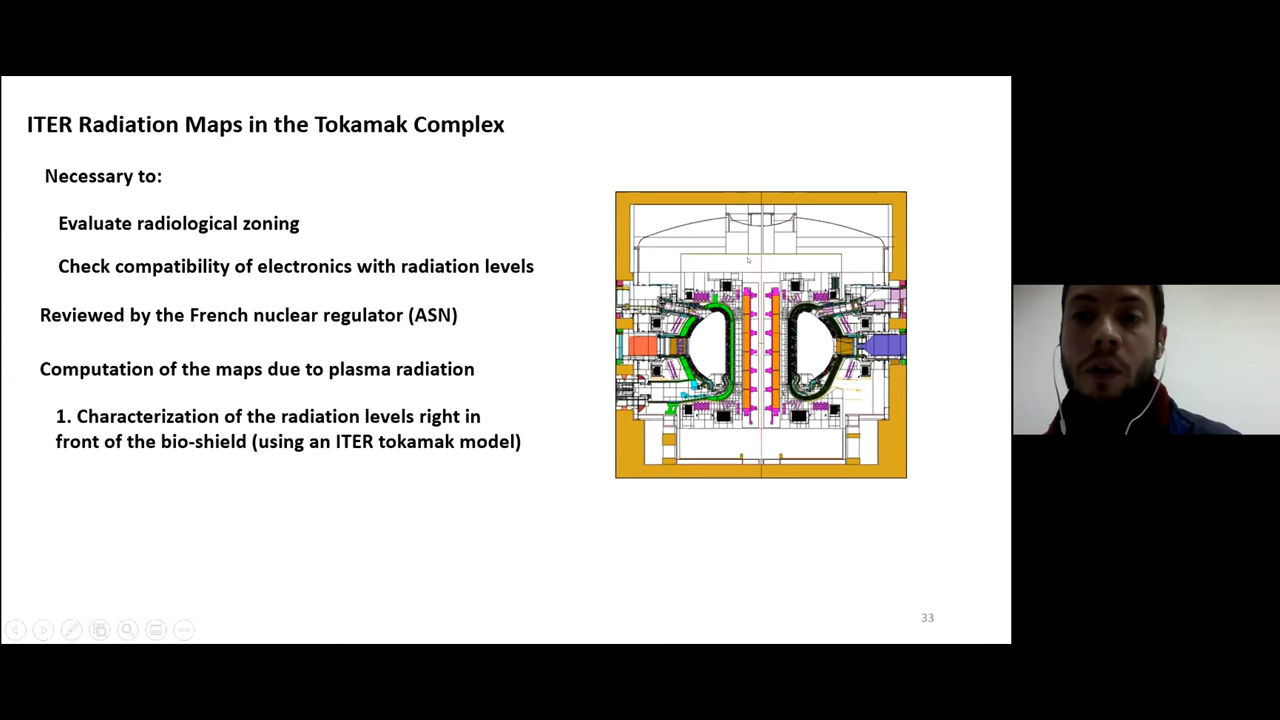 ITER Radiation Maps in the Tokamak Complex
Necessary to:
Evaluate radiological zoning
Check compatibility of electronics with radiation levels
Reviewed by the French nuclear regulator (ASN)
Computation of the maps due to plasma radiation
1. Characterization of the radiation levels right in
front of the bio-shield (using an ITER tokamak model)
33